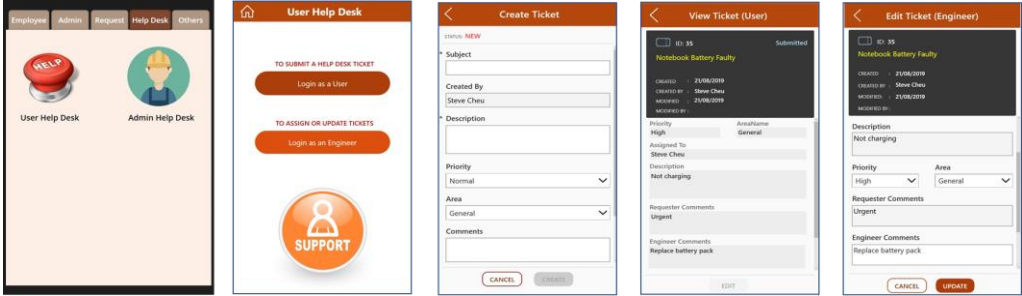 Employee Admin Request Help Desk Others
HELP
User Help Desk Admin Help Desk
User Help Desk
TO SUBMIT A HELP DESK TICKET
Login as a User
TO ASSIGN OR UPDATE TICKETS
Login as an Engineer
SUPPORT
Create Ticket
STATUS: NEW
* Subject
Created By
Steve Cheu
* Description
Priority
Normal
Area
General
Comments
CANCEL CREATE
View Ticket (User)
ID: 35 Submitted
Notebook Battery Faulty
CREATED : 21/08/2019
CREATED BY : Steve Cheu
MODIFIED : 21/08/2019
MODIFIED BY :
Priority AreaName
High General
Assigned To
Steve Cheu
Description
Not charging
Requester Comments
Urgent
Engineer Comments
Replace battery pack
EDIT
Edit Ticket (Engineer)
ID: 35
Notebook Battery Faulty
CREATED : 21/08/2019
CREATED BY : Steve Cheu
MODIFIED : 21/08/2019
MODIFIED BY :
Description
Not charging
Priority Area
High General
Requester Comments
Urgent
Engineer Comments
Replace battery pack
CANCEL UPDATE